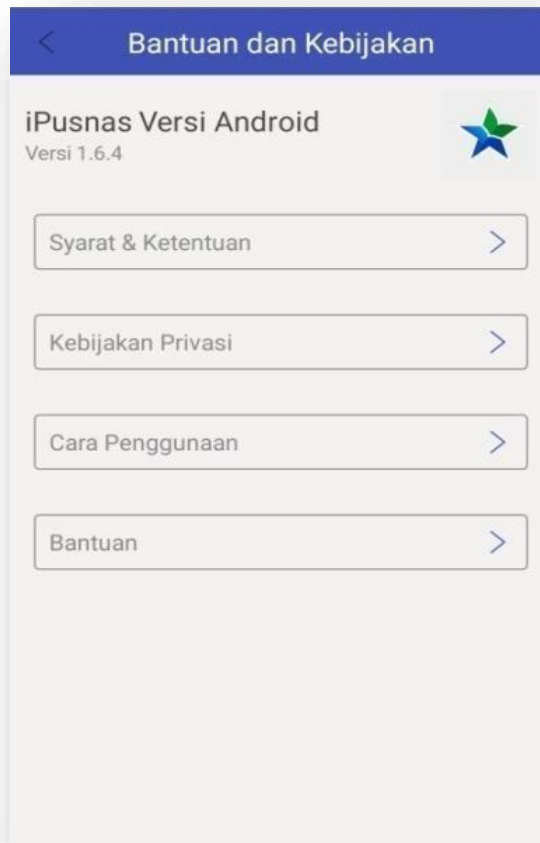 Bantuan dan Kebijakan
iPusnas Versi Android
Versi 1.6.4
Syarat & Ketentuan
Kebijakan Privasi
Cara Penggunaan
Bantuan